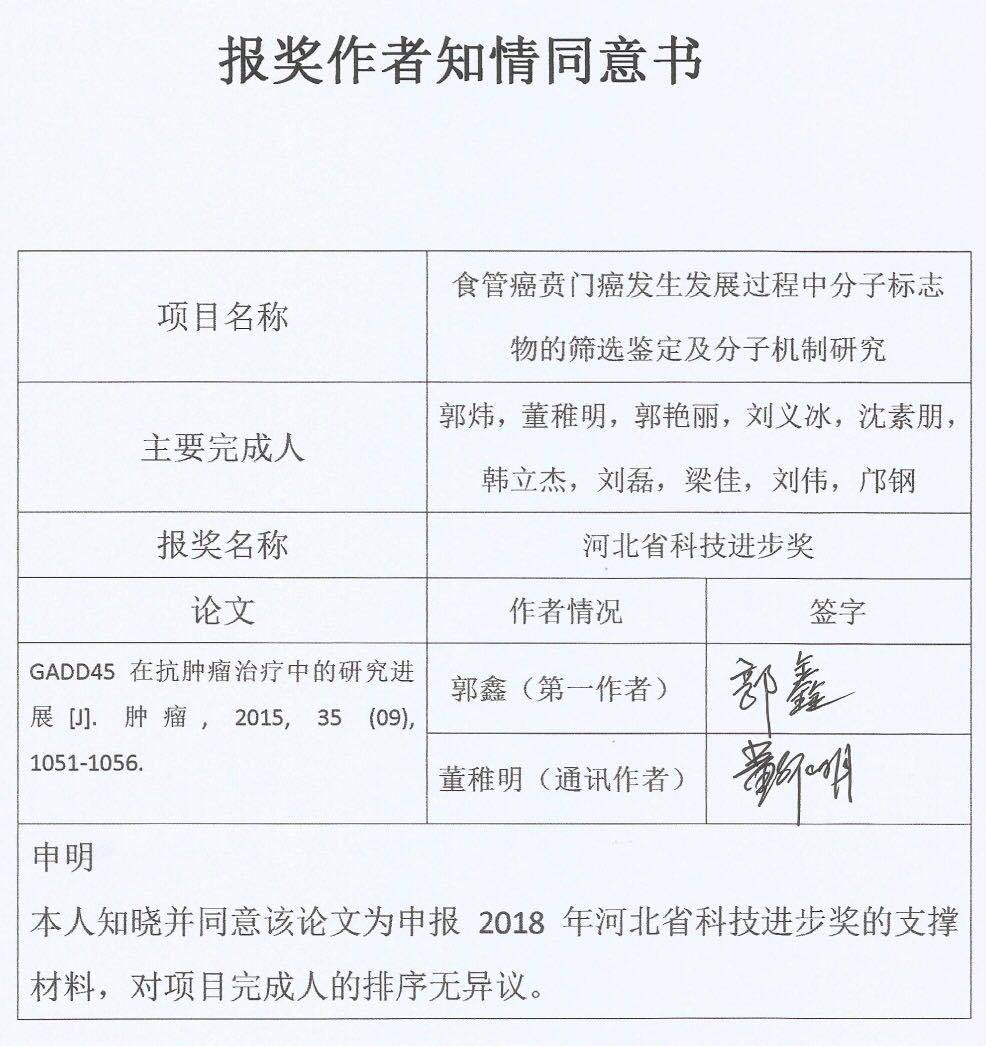 报奖作者知情同意书
项目名称
食管癌贲门癌发生发展过程中分子标志
物的筛选鉴定及分子机制研究
主要完成人
郭炜，董稚明，郭艳丽，刘义冰，沈素朋，
韩立杰，刘磊，梁佳，刘伟，邝钢
报奖名称
河北省科技进步奖
论文
作者情况
签字
GADD45 在抗肿瘤治疗中的研究进
展[J]. 肿瘤, 2015, 35 (09),
1051-1056.
郭鑫（第一作者）
郭鑫
董稚明（通讯作者）
董稚明
申明
本人知晓并同意该论文为申报 2018 年河北省科技进步奖的支撑
材料，对项目完成人的排序无异议。